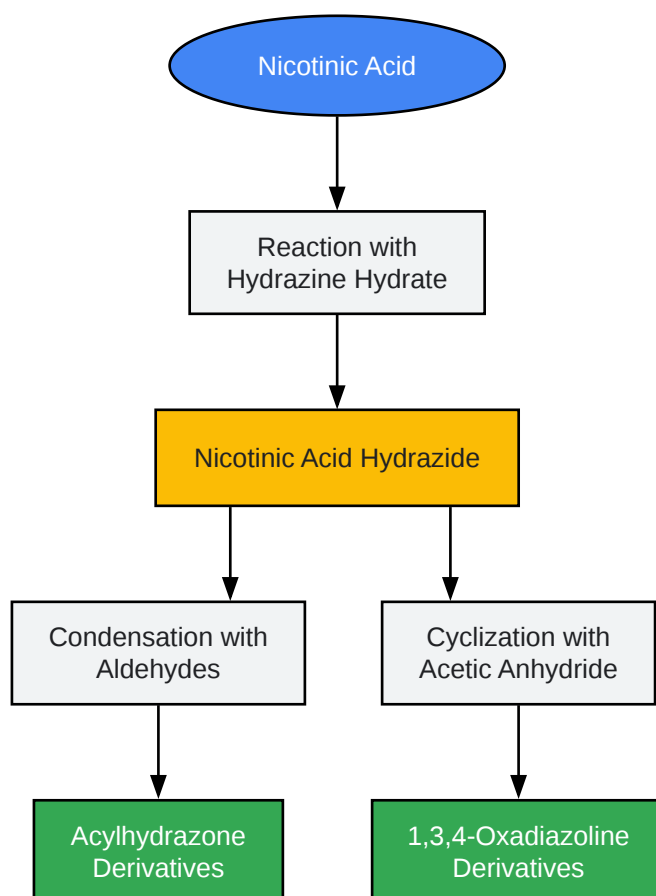 Nicotinic Acid
Reaction with
Hydrazine Hydrate
Nicotinic Acid Hydrazide
Condensation with
Aldehydes
Cyclization with
Acetic Anhydride
Acylhydrazone
Derivatives
1,3,4-Oxadiazoline
Derivatives